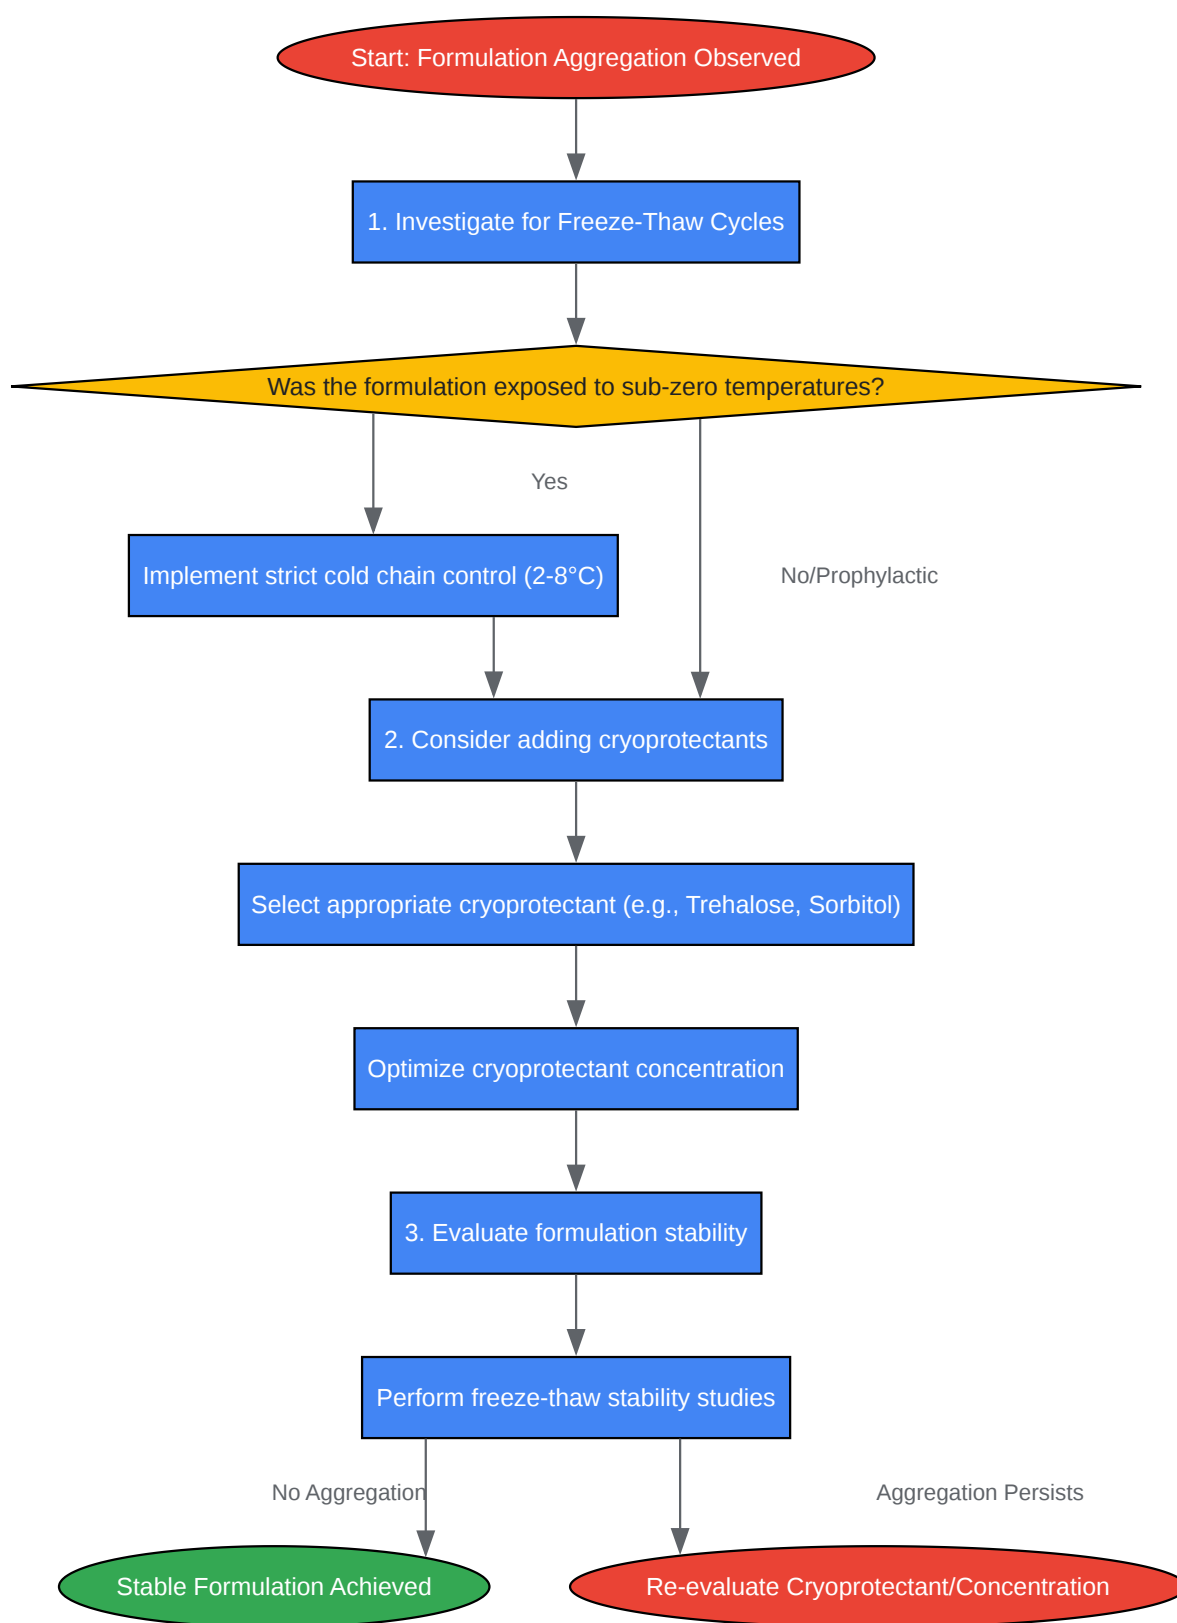 Start: Formulation Aggregation Observed
1. Investigate for Freeze-Thaw Cycles
Was the formulation exposed to sub-zero temperatures?
Yes
Implement strict cold chain control (2-8°C)
No/Prophylactic
2. Consider adding cryoprotectants
Select appropriate cryoprotectant (e.g., Trehalose, Sorbitol)
Optimize cryoprotectant concentration
3. Evaluate formulation stability
Perform freeze-thaw stability studies
No Aggregation
Aggregation Persists
Stable Formulation Achieved
Re-evaluate Cryoprotectant/Concentration